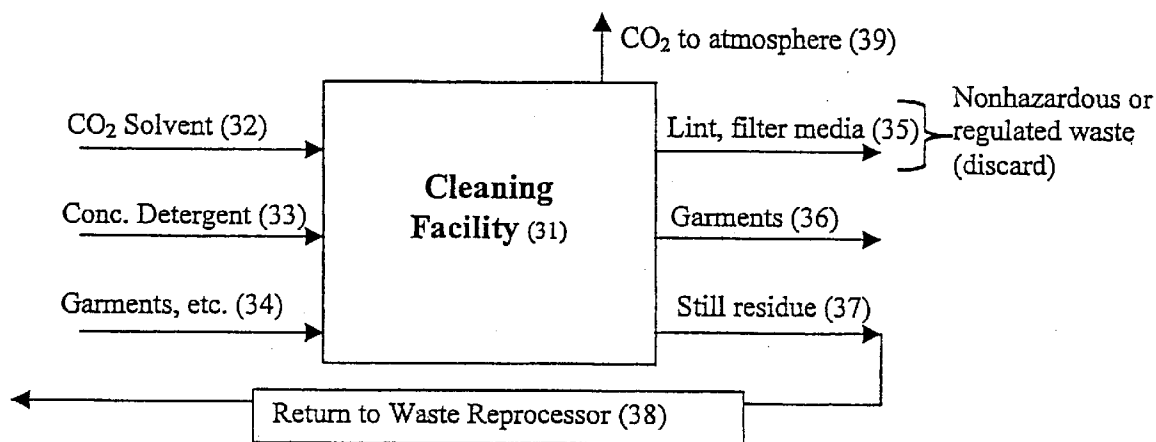 CO₂ to atmosphere (39)
CO₂ Solvent (32)
Conc. Detergent (33)
Garments, etc. (34)
Cleaning
Facility (31)
Lint, filter media (35)
Nonhazardous or
regulated waste
(discard)
Garments (36)
Still residue (37)
Return to Waste Reprocessor (38)